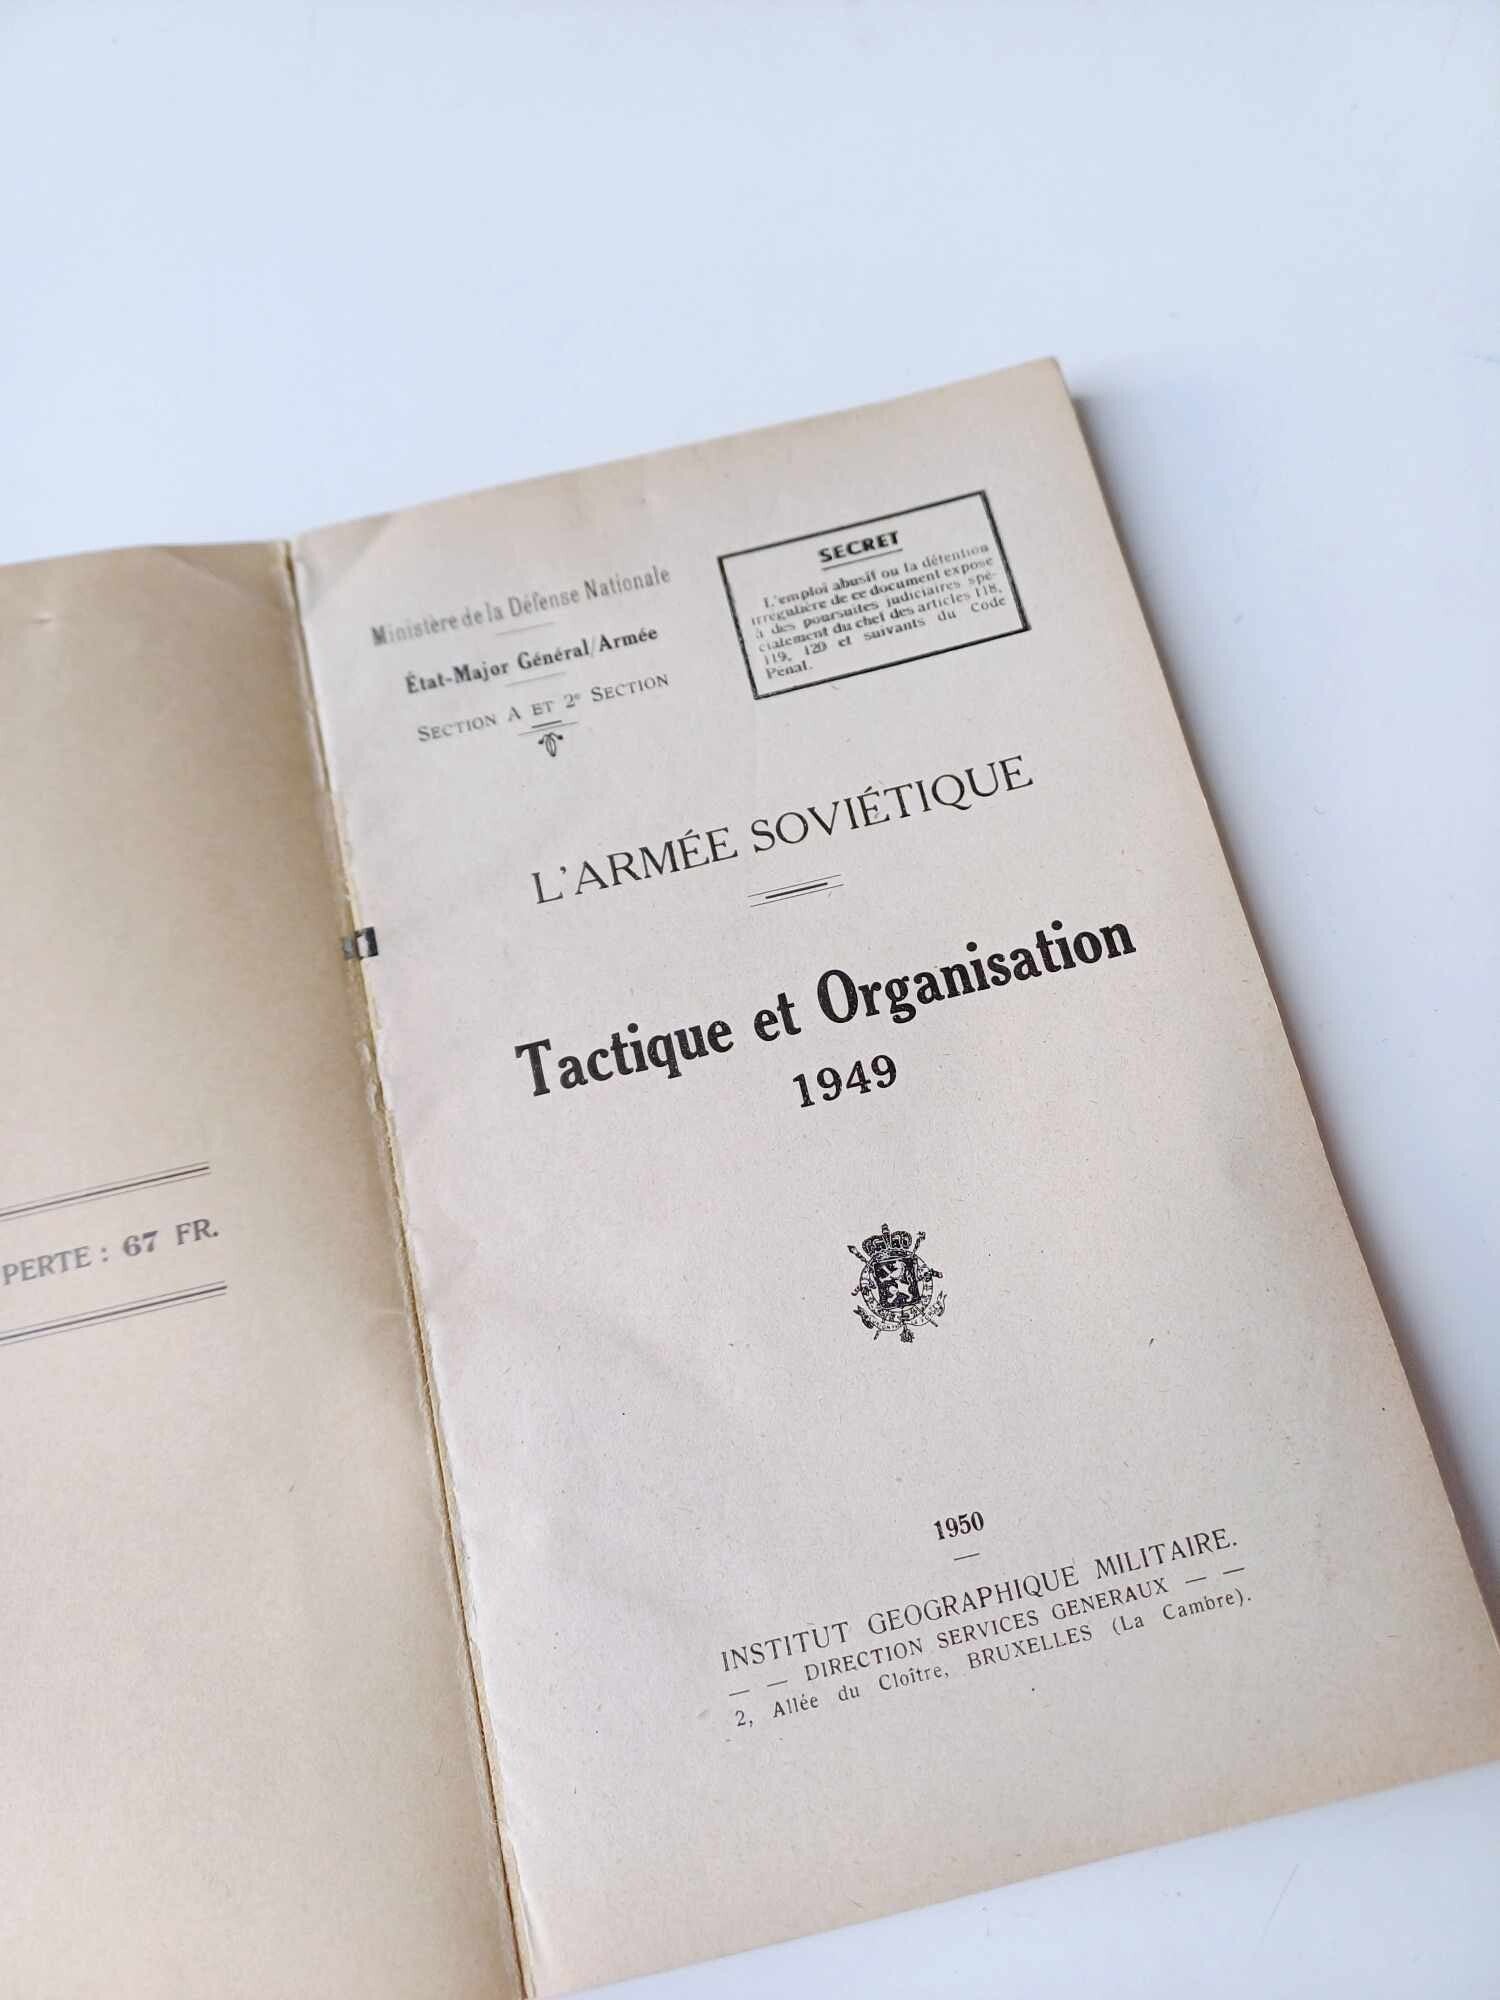 PERTE : 67 FR.
Ministère de la Défense Nationale
État-Major Général/Armée
SECTION A ET 2e SECTION
SECRET
L'emploi abusif ou la détention
irrégulière de ce document expose
à des poursuites judiciaires spé-
cialement du chef des articles 118,
119, 120 et suivants du Code
Pénal.
L'ARMÉE SOVIÉTIQUE
Tactique et Organisation
1949
1950
INSTITUT GEOGRAPHIQUE MILITAIRE.
— — DIRECTION SERVICES GENERAUX — —
2, Allée du Cloître, BRUXELLES (La Cambre).